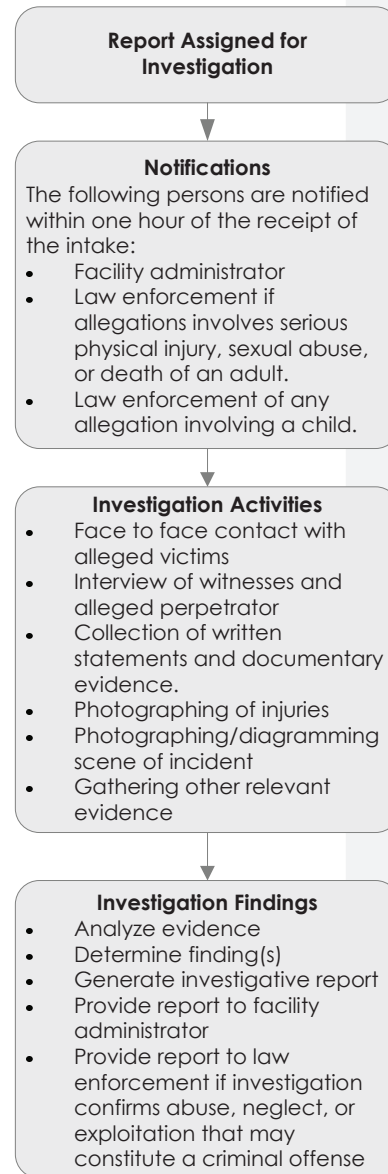 Report Assigned for
Investigation
Notifications
The following persons are notified
within one hour of the receipt of
the intake:
• Facility administrator
• Law enforcement if
allegations involves serious
physical injury, sexual abuse,
or death of an adult.
• Law enforcement of any
allegation involving a child.
Investigation Activities
• Face to face contact with
alleged victims
• Interview of witnesses and
alleged perpetrator
• Collection of written
statements and documentary
evidence.
• Photographing of injuries
• Photographing/diagramming
scene of incident
• Gathering other relevant
evidence
Investigation Findings
• Analyze evidence
• Determine finding(s)
• Generate investigative report
• Provide report to facility
administrator
• Provide report to law
enforcement if investigation
confirms abuse, neglect, or
exploitation that may
constitute a criminal offense